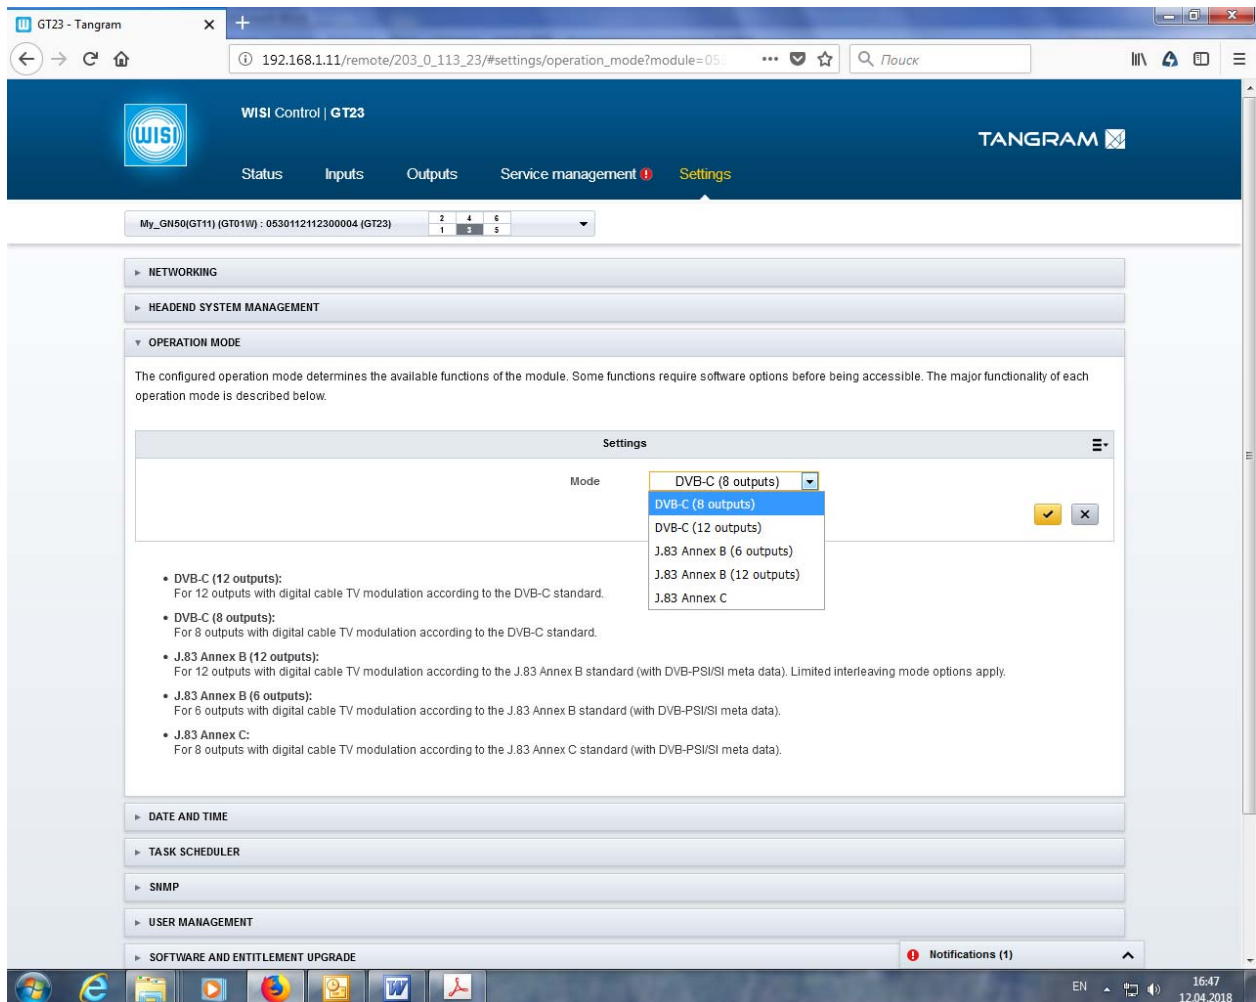 GT23 - Tangram
192.168.1.11/remote/203_0_113_23/#settings/operation_mode?module=05
Поиск
WISI
WISI Control | GT23
TANGRAM
Status Inputs Outputs Service management Settings
My_GN50(GT11) (GT01W) : 0530112112300004 (GT23)
2 4 6
1 3 5
NETWORKING
HEADEND SYSTEM MANAGEMENT
OPERATION MODE
The configured operation mode determines the available functions of the module. Some functions require software options before being accessible. The major functionality of each
operation mode is described below.
Settings
Mode DVB-C (8 outputs)
DVB-C (8 outputs)
DVB-C (12 outputs)
J.83 Annex B (6 outputs)
J.83 Annex B (12 outputs)
J.83 Annex C
• DVB-C (12 outputs):
For 12 outputs with digital cable TV modulation according to the DVB-C standard.
• DVB-C (8 outputs):
For 8 outputs with digital cable TV modulation according to the DVB-C standard.
• J.83 Annex B (12 outputs):
For 12 outputs with digital cable TV modulation according to the J.83 Annex B standard (with DVB-PSI/SI meta data). Limited interleaving mode options apply.
• J.83 Annex B (6 outputs):
For 6 outputs with digital cable TV modulation according to the J.83 Annex B standard (with DVB-PSI/SI meta data).
• J.83 Annex C:
For 8 outputs with digital cable TV modulation according to the J.83 Annex C standard (with DVB-PSI/SI meta data).
DATE AND TIME
TASK SCHEDULER
SNMP
USER MANAGEMENT
SOFTWARE AND ENTITLEMENT UPGRADE
Notifications (1)
EN
16:47
12.04.2018